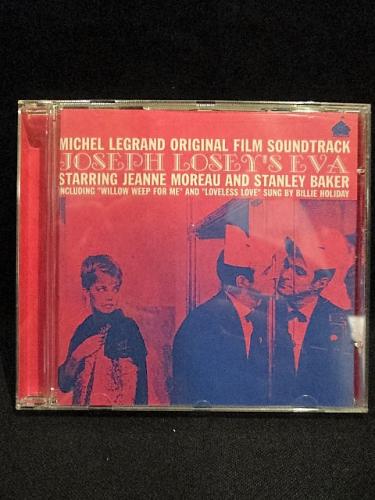 MICHEL LEGRAND ORIGINAL FILM SOUNDTRACK
JOSEPH LOSEY'S EVA
STARRING JEANNE MOREAU AND STANLEY BAKER
INCLUDING "WILLOW WEEP FOR ME" AND "LOVELESS LOVE" SUNG BY BILLIE HOLIDAY